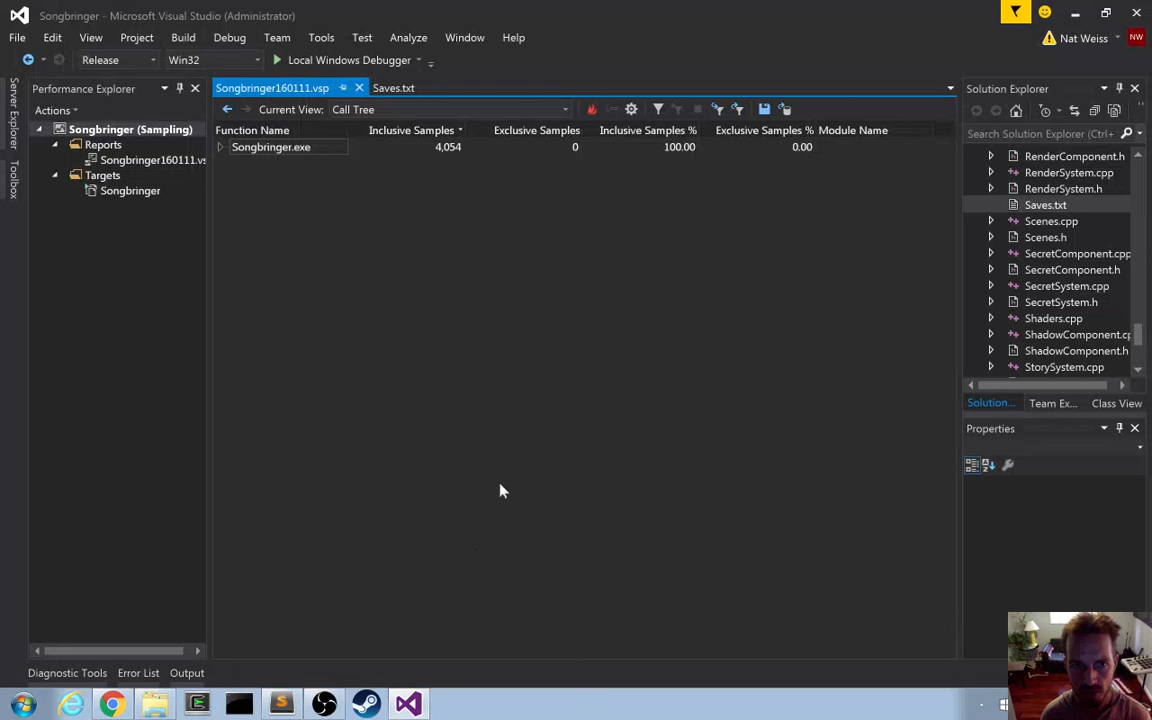 Songbringer - Microsoft Visual Studio (Administrator)
File Edit View Project Build Debug Team Tools Test Analyze Window Help
Nat Weiss NW
Release Win32 Local Windows Debugger
Server Explorer
Toolbox
Performance Explorer
Actions
Songbringer (Sampling)
Reports
Songbringer160111.vs
Targets
Songbringer
Songbringer160111.vsp Saves.txt
Current View: Call Tree
Function Name Inclusive Samples Exclusive Samples Inclusive Samples % Exclusive Samples % Module Name
Songbringer.exe 4,054 0 100.00 0.00
Solution Explorer
Search Solution Explorer (Ctrl+
RenderComponent.h
RenderSystem.cpp
RenderSystem.h
Saves.txt
Scenes.cpp
Scenes.h
SecretComponent.cpp
SecretComponent.h
SecretSystem.cpp
SecretSystem.h
Shaders.cpp
ShadowComponent.cp
ShadowComponent.h
StorySystem.cpp
Solution... Team Ex... Class View
Properties
Diagnostic Tools Error List Output